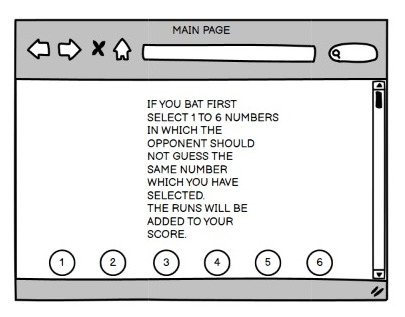 MAIN PAGE
IF YOU BAT FIRST
SELECT 1 TO 6 NUMBERS
IN WHICH THE
OPPONENT SHOULD
NOT GUESS THE
SAME NUMBER
WHICH YOU HAVE
SELECTED.
THE RUNS WILL BE
ADDED TO YOUR
SCORE.
1 2 3 4 5 6